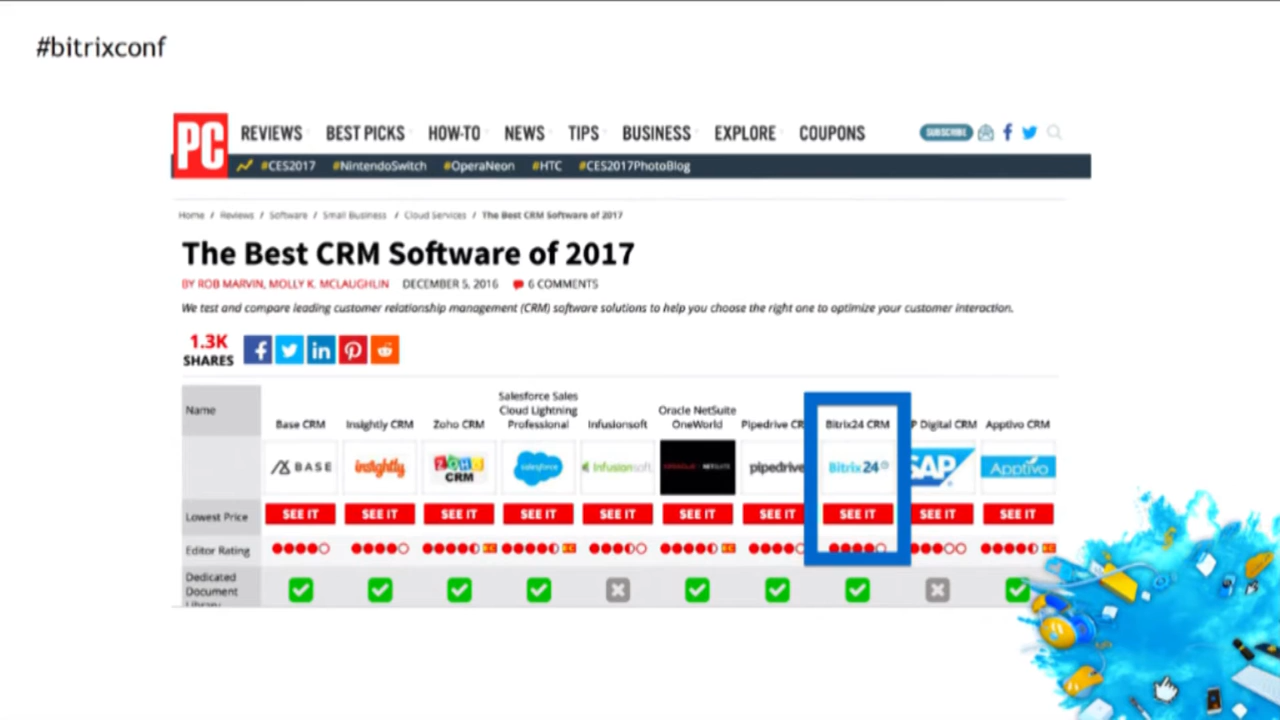 #bitrixconf
PC
REVIEWS BEST PICKS HOW-TO NEWS TIPS BUSINESS EXPLORE COUPONS SUBSCRIBE
#CES2017 #NintendoSwitch #OperaNeon #HTC #CES2017PhotoBlog
Home / Reviews / Software / Small Business / Cloud Services / The Best CRM Software of 2017
The Best CRM Software of 2017
BY ROB MARVIN, MOLLY K. MCLAUGHLIN DECEMBER 5, 2016 6 COMMENTS
We test and compare leading customer relationship management (CRM) software solutions to help you choose the right one to optimize your customer interaction.
1.3K
SHARES
Name
Base CRM
Insightly CRM
Zoho CRM
Salesforce Sales
Cloud Lightning
Professional
Infusionsoft
Oracle NetSuite
OneWorld
Pipedrive CR
Bitrix24 CRM
P Digital CRM
Apptivo CRM
BASE
insightly
ZOHO
CRM
salesforce
Infusionsoft
ORACLE NETSUITE
pipedrive
Bitrix24
SAP
Apptivo
Lowest Price SEE IT SEE IT SEE IT SEE IT SEE IT SEE IT SEE IT SEE IT SEE IT SEE IT
Editor Rating
Dedicated
Document
Library